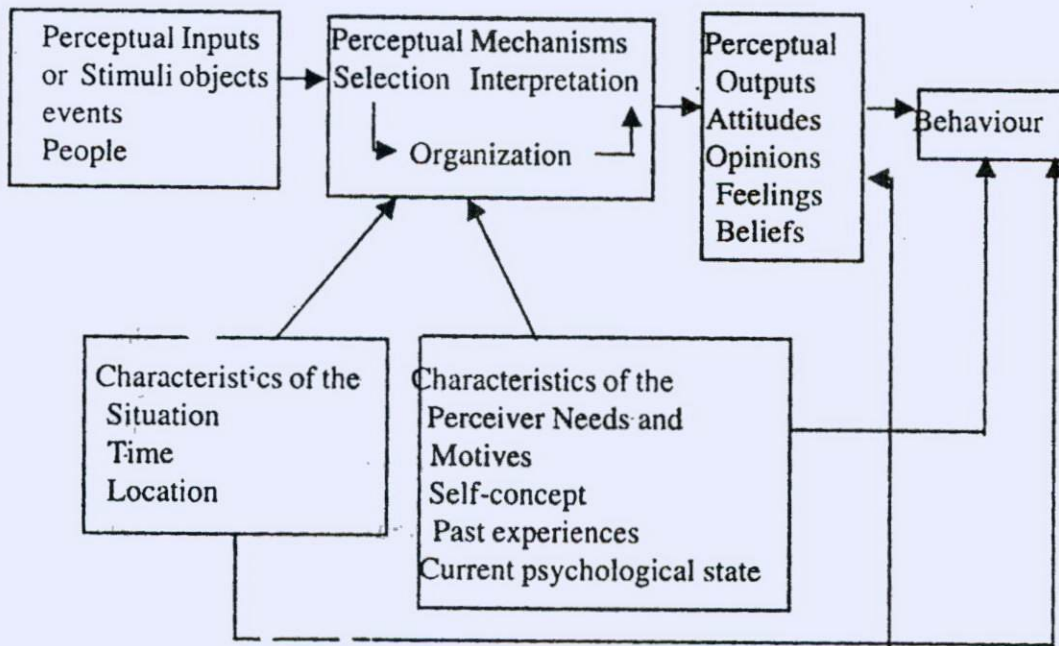 Perceptual Inputs
or Stimuli objects
events
People
Perceptual Mechanisms
Selection Interpretation
Organization
Perceptual
Outputs
Attitudes
Opinions
Feelings
Beliefs
Behaviour
Characteristics of the
Situation
Time
Location
Characteristics of the
Perceiver Needs and
Motives
Self-concept
Past experiences
Current psychological state